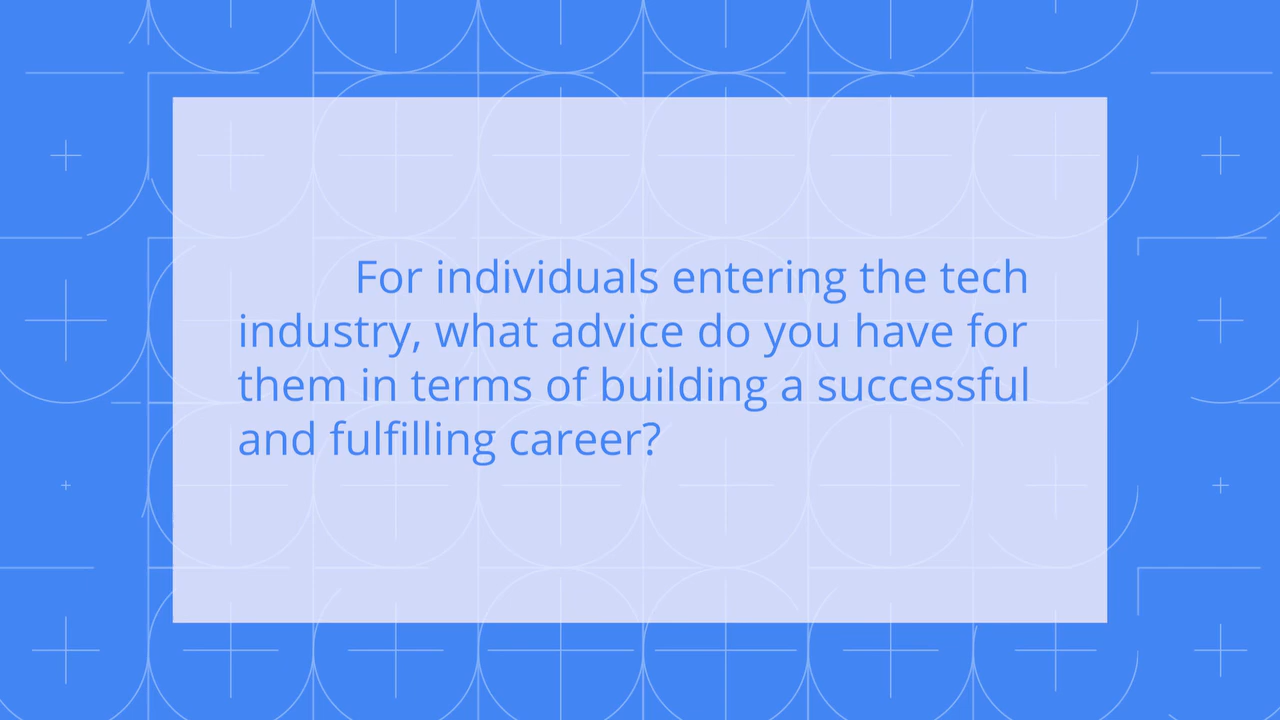 For individuals entering the tech
industry, what advice do you have for
them in terms of building a successful
and fulfilling career?